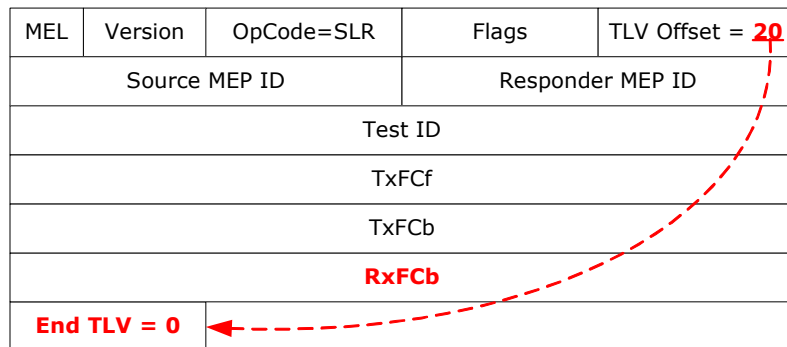 MEL Version OpCode=SLR Flags TLV Offset = 20
Source MEP ID Responder MEP ID
Test ID
TxFCf
TxFCb
RxFCb
End TLV = 0